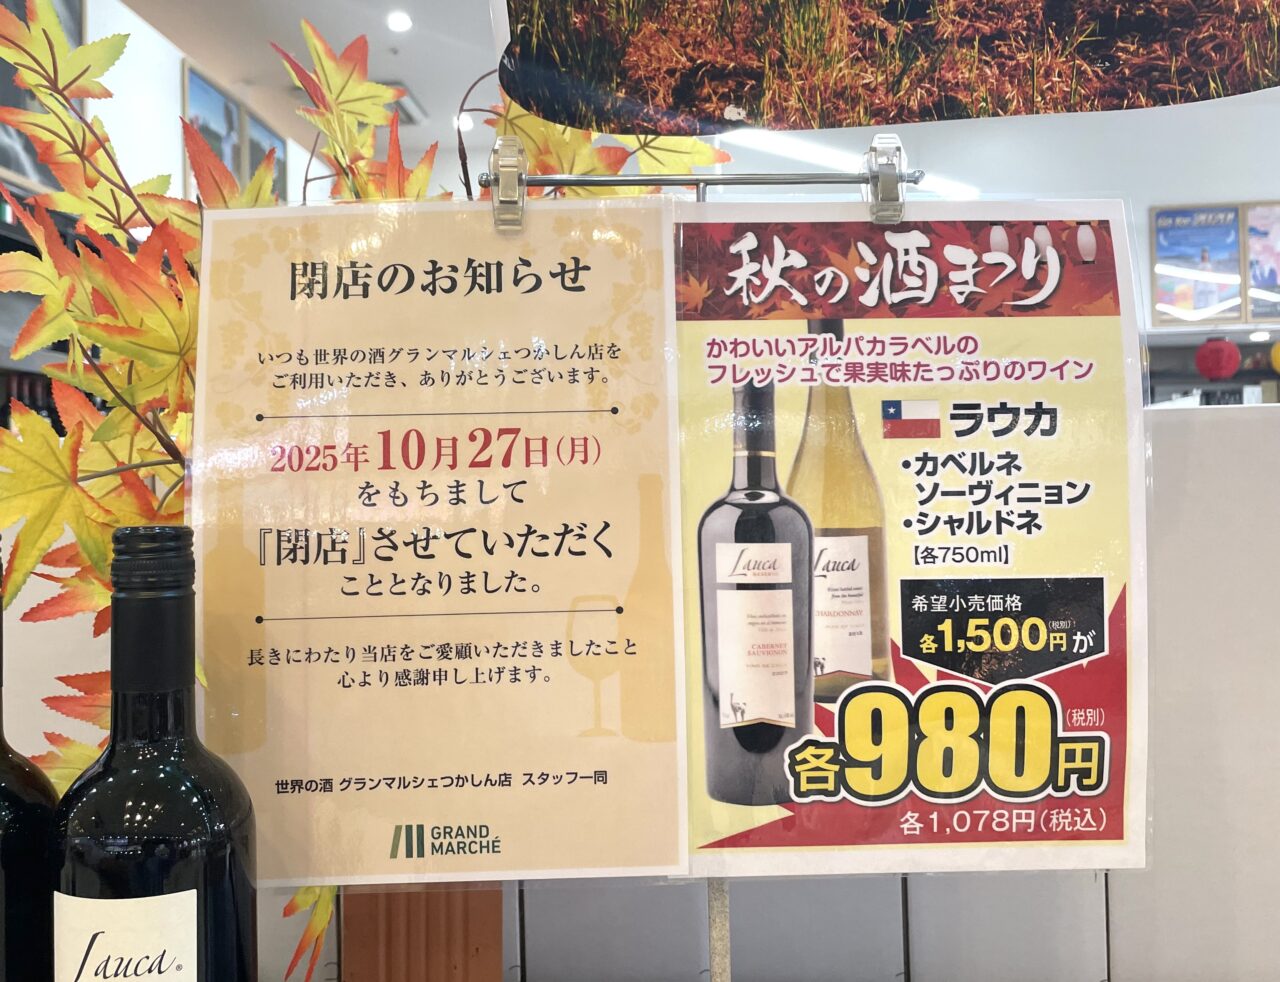 閉店のお知らせ
いつも世界の酒グランマルシェつかしん店を
ご利用いただき、ありがとうございます。
2025年10月27日(月)
をもちまして
『閉店』させていただく
こととなりました。
長きにわたり当店をご愛顧いただきましたこと
心より感謝申し上げます。
世界の酒 グランマルシェつかしん店 スタッフ一同
GRAND
MARCHÉ
秋の酒まつり
かわいいアルパカラベルの
フレッシュで果実味たっぷりのワイン
ラウカ
・カベルネ
ソーヴィニョン
・シャルドネ
【各750ml】
希望小売価格
各1,500円(税別)が
各980円(税別)
各1,078円(税込)
Lauca
RESERVA
CABERNET
SAUVIGNON
Lauca
CHARDONNAY
Lauca®